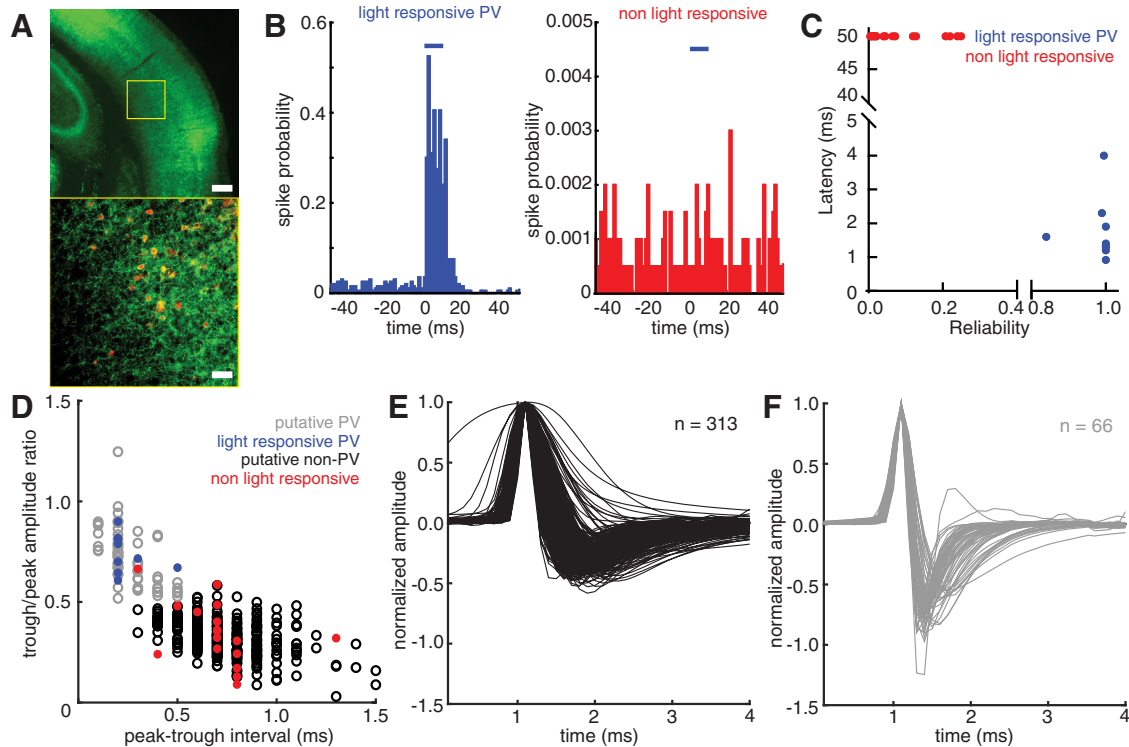 A
B
light responsive PV
spike probability
0.6
0.4
0.2
0
-40 -20 0 20 40
time (ms)
non light responsive
spike probability
0.005
0.004
0.003
0.002
0.001
0
-40 -20 0 20 40
time (ms)
C
light responsive PV
non light responsive
Latency (ms)
50
45
40
5
4
3
2
1
0
0.0 0.2 0.4 0.8 1.0
Reliability
D
putative PV
light responsive PV
putative non-PV
non light responsive
trough/peak amplitude ratio
1.5
1.0
0.5
0
0.5 1.0 1.5
peak-trough interval (ms)
E
n = 313
normalized amplitude
1.0
0.5
0.0
-0.5
-1.0
-1.5
1 2 3 4
time (ms)
F
n = 66
normalized amplitude
1.0
0.5
0.0
-0.5
-1.0
-1.5
1 2 3 4
time (ms)